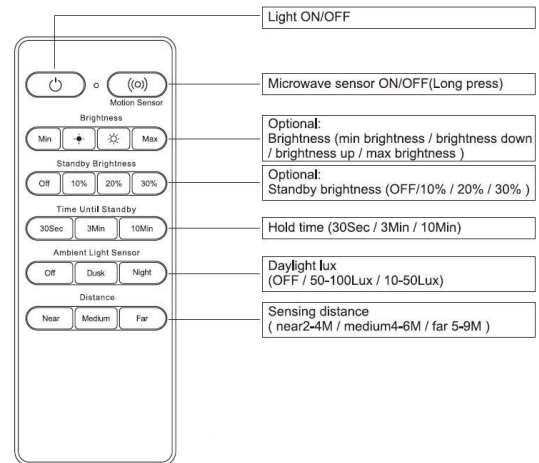 Light ON/OFF
Microwave sensor ON/OFF(Long press)
Motion Sensor
Brightness
Min Max
Optional:
Brightness (min brightness / brightness down
/ brightness up / max brightness )
Standby Brightness
Off 10% 20% 30%
Optional:
Standby brightness (OFF/10% / 20% / 30% )
Time Until Standby
30Sec 3Min 10Min
Hold time (30Sec / 3Min / 10Min)
Ambient Light Sensor
Off Dusk Night
Daylight lux
(OFF / 50-100Lux / 10-50Lux)
Distance
Near Medium Far
Sensing distance
( near2-4M / medium4-6M / far 5-9M )